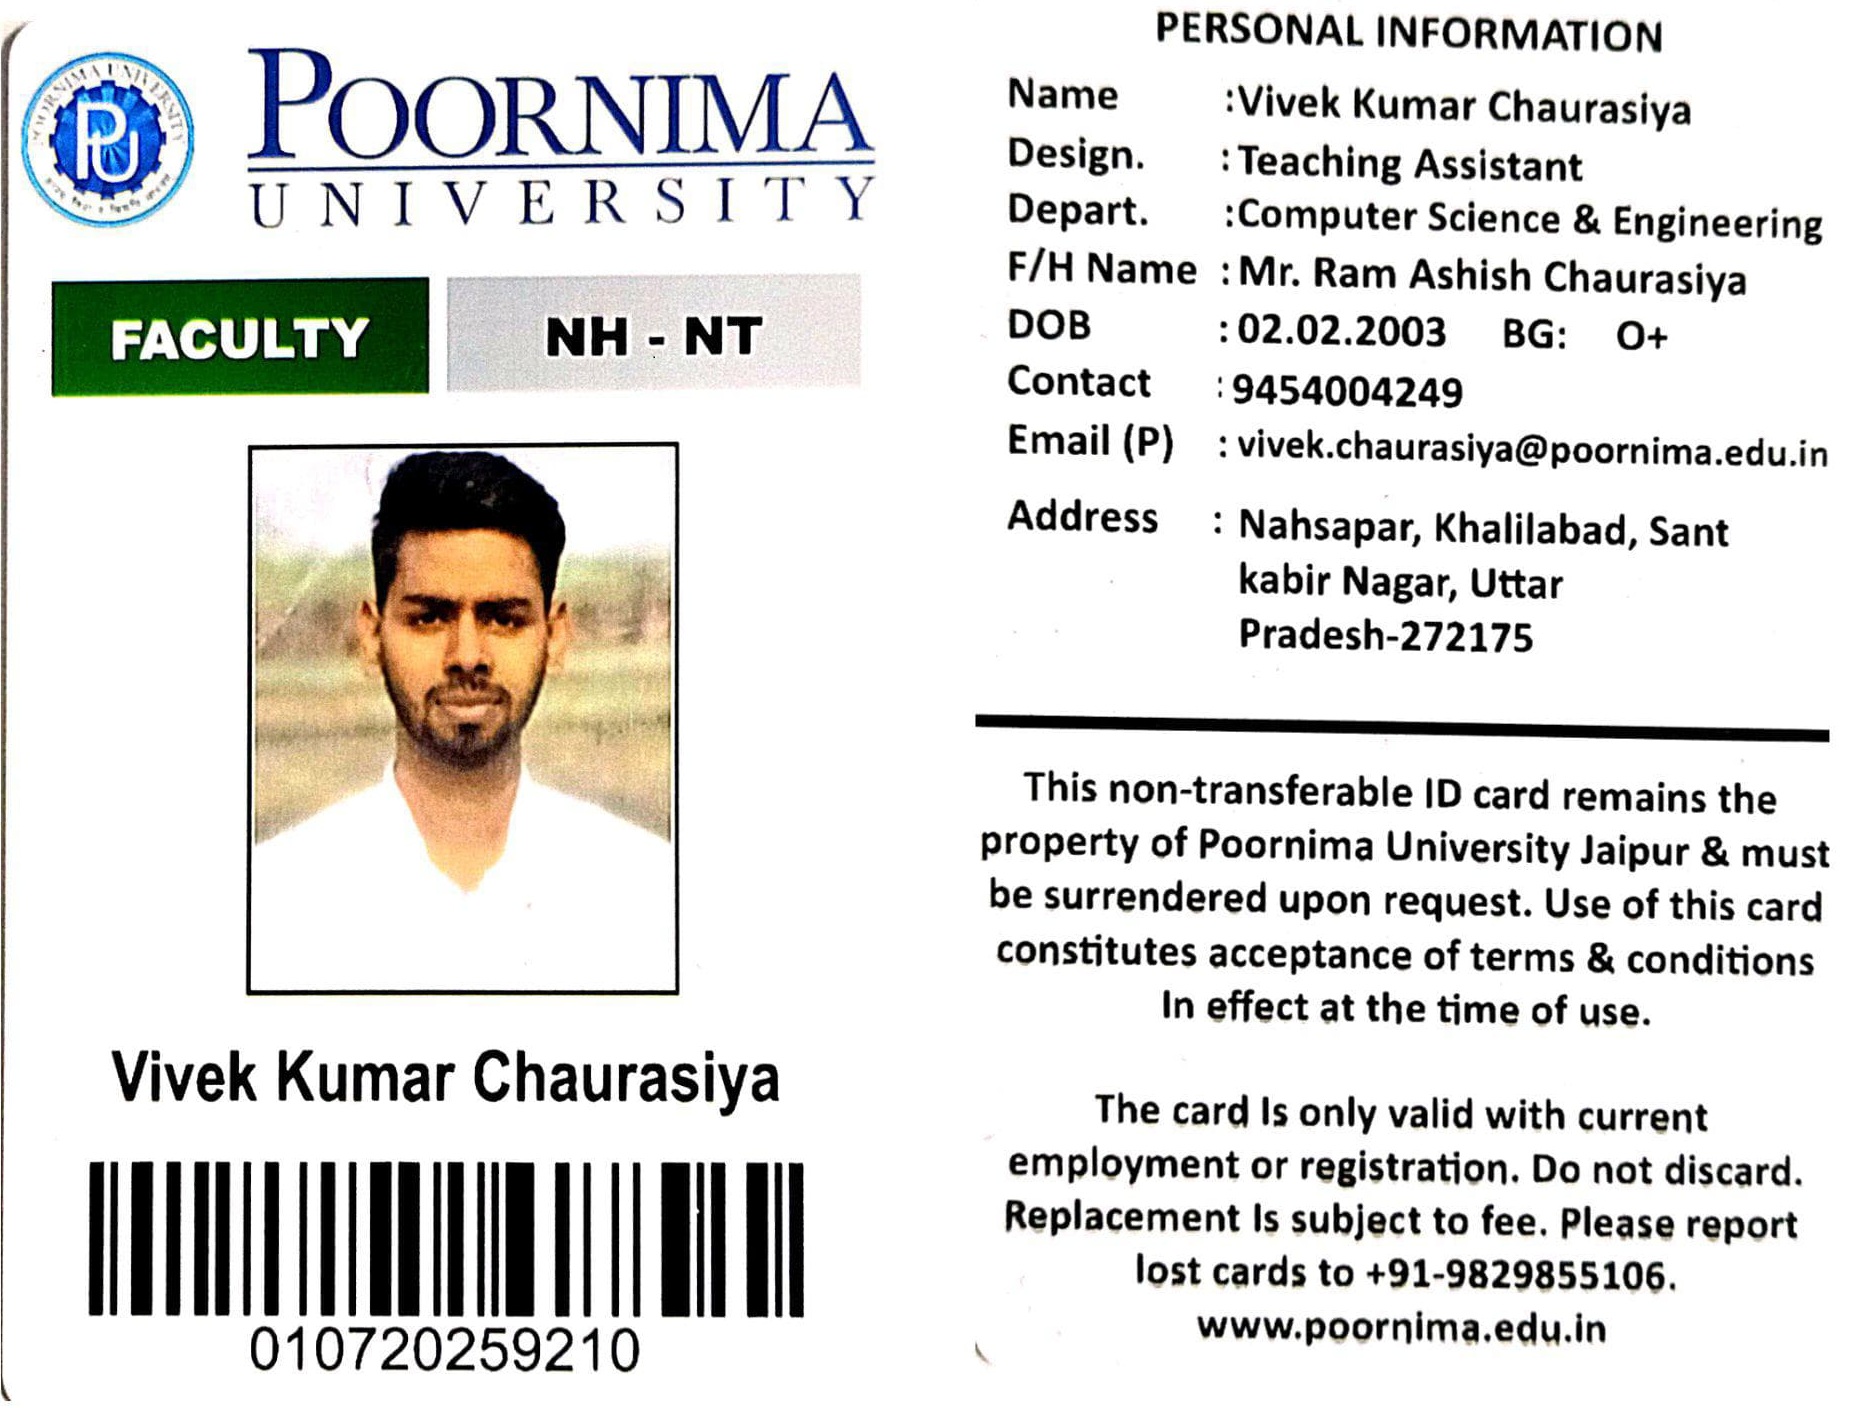 POORNIMA UNIVERSITY
PU
POORNIMA
UNIVERSITY
FACULTY
NH - NT
Vivek Kumar Chaurasiya
010720259210
PERSONAL INFORMATION
Name :Vivek Kumar Chaurasiya
Design. : Teaching Assistant
Depart. :Computer Science & Engineering
F/H Name : Mr. Ram Ashish Chaurasiya
DOB : 02.02.2003 BG: O+
Contact : 9454004249
Email (P) : vivek.chaurasiya@poornima.edu.in
Address : Nahsapar, Khalilabad, Sant
kabir Nagar, Uttar
Pradesh-272175
This non-transferable ID card remains the
property of Poornima University Jaipur & must
be surrendered upon request. Use of this card
constitutes acceptance of terms & conditions
In effect at the time of use.
The card Is only valid with current
employment or registration. Do not discard.
Replacement Is subject to fee. Please report
lost cards to +91-9829855106.
www.poornima.edu.in